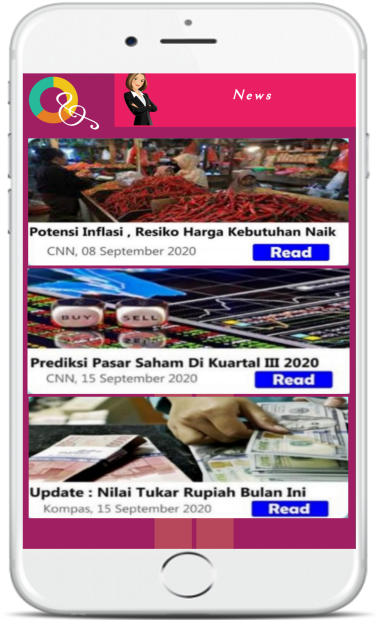 News
Potensi Inflasi , Resiko Harga Kebutuhan Naik
CNN, 08 September 2020
Read
BUY
SELL
Prediksi Pasar Saham Di Kuartal III 2020
CNN, 15 September 2020
Read
Update : Nilai Tukar Rupiah Bulan Ini
Kompas, 15 September 2020
Read